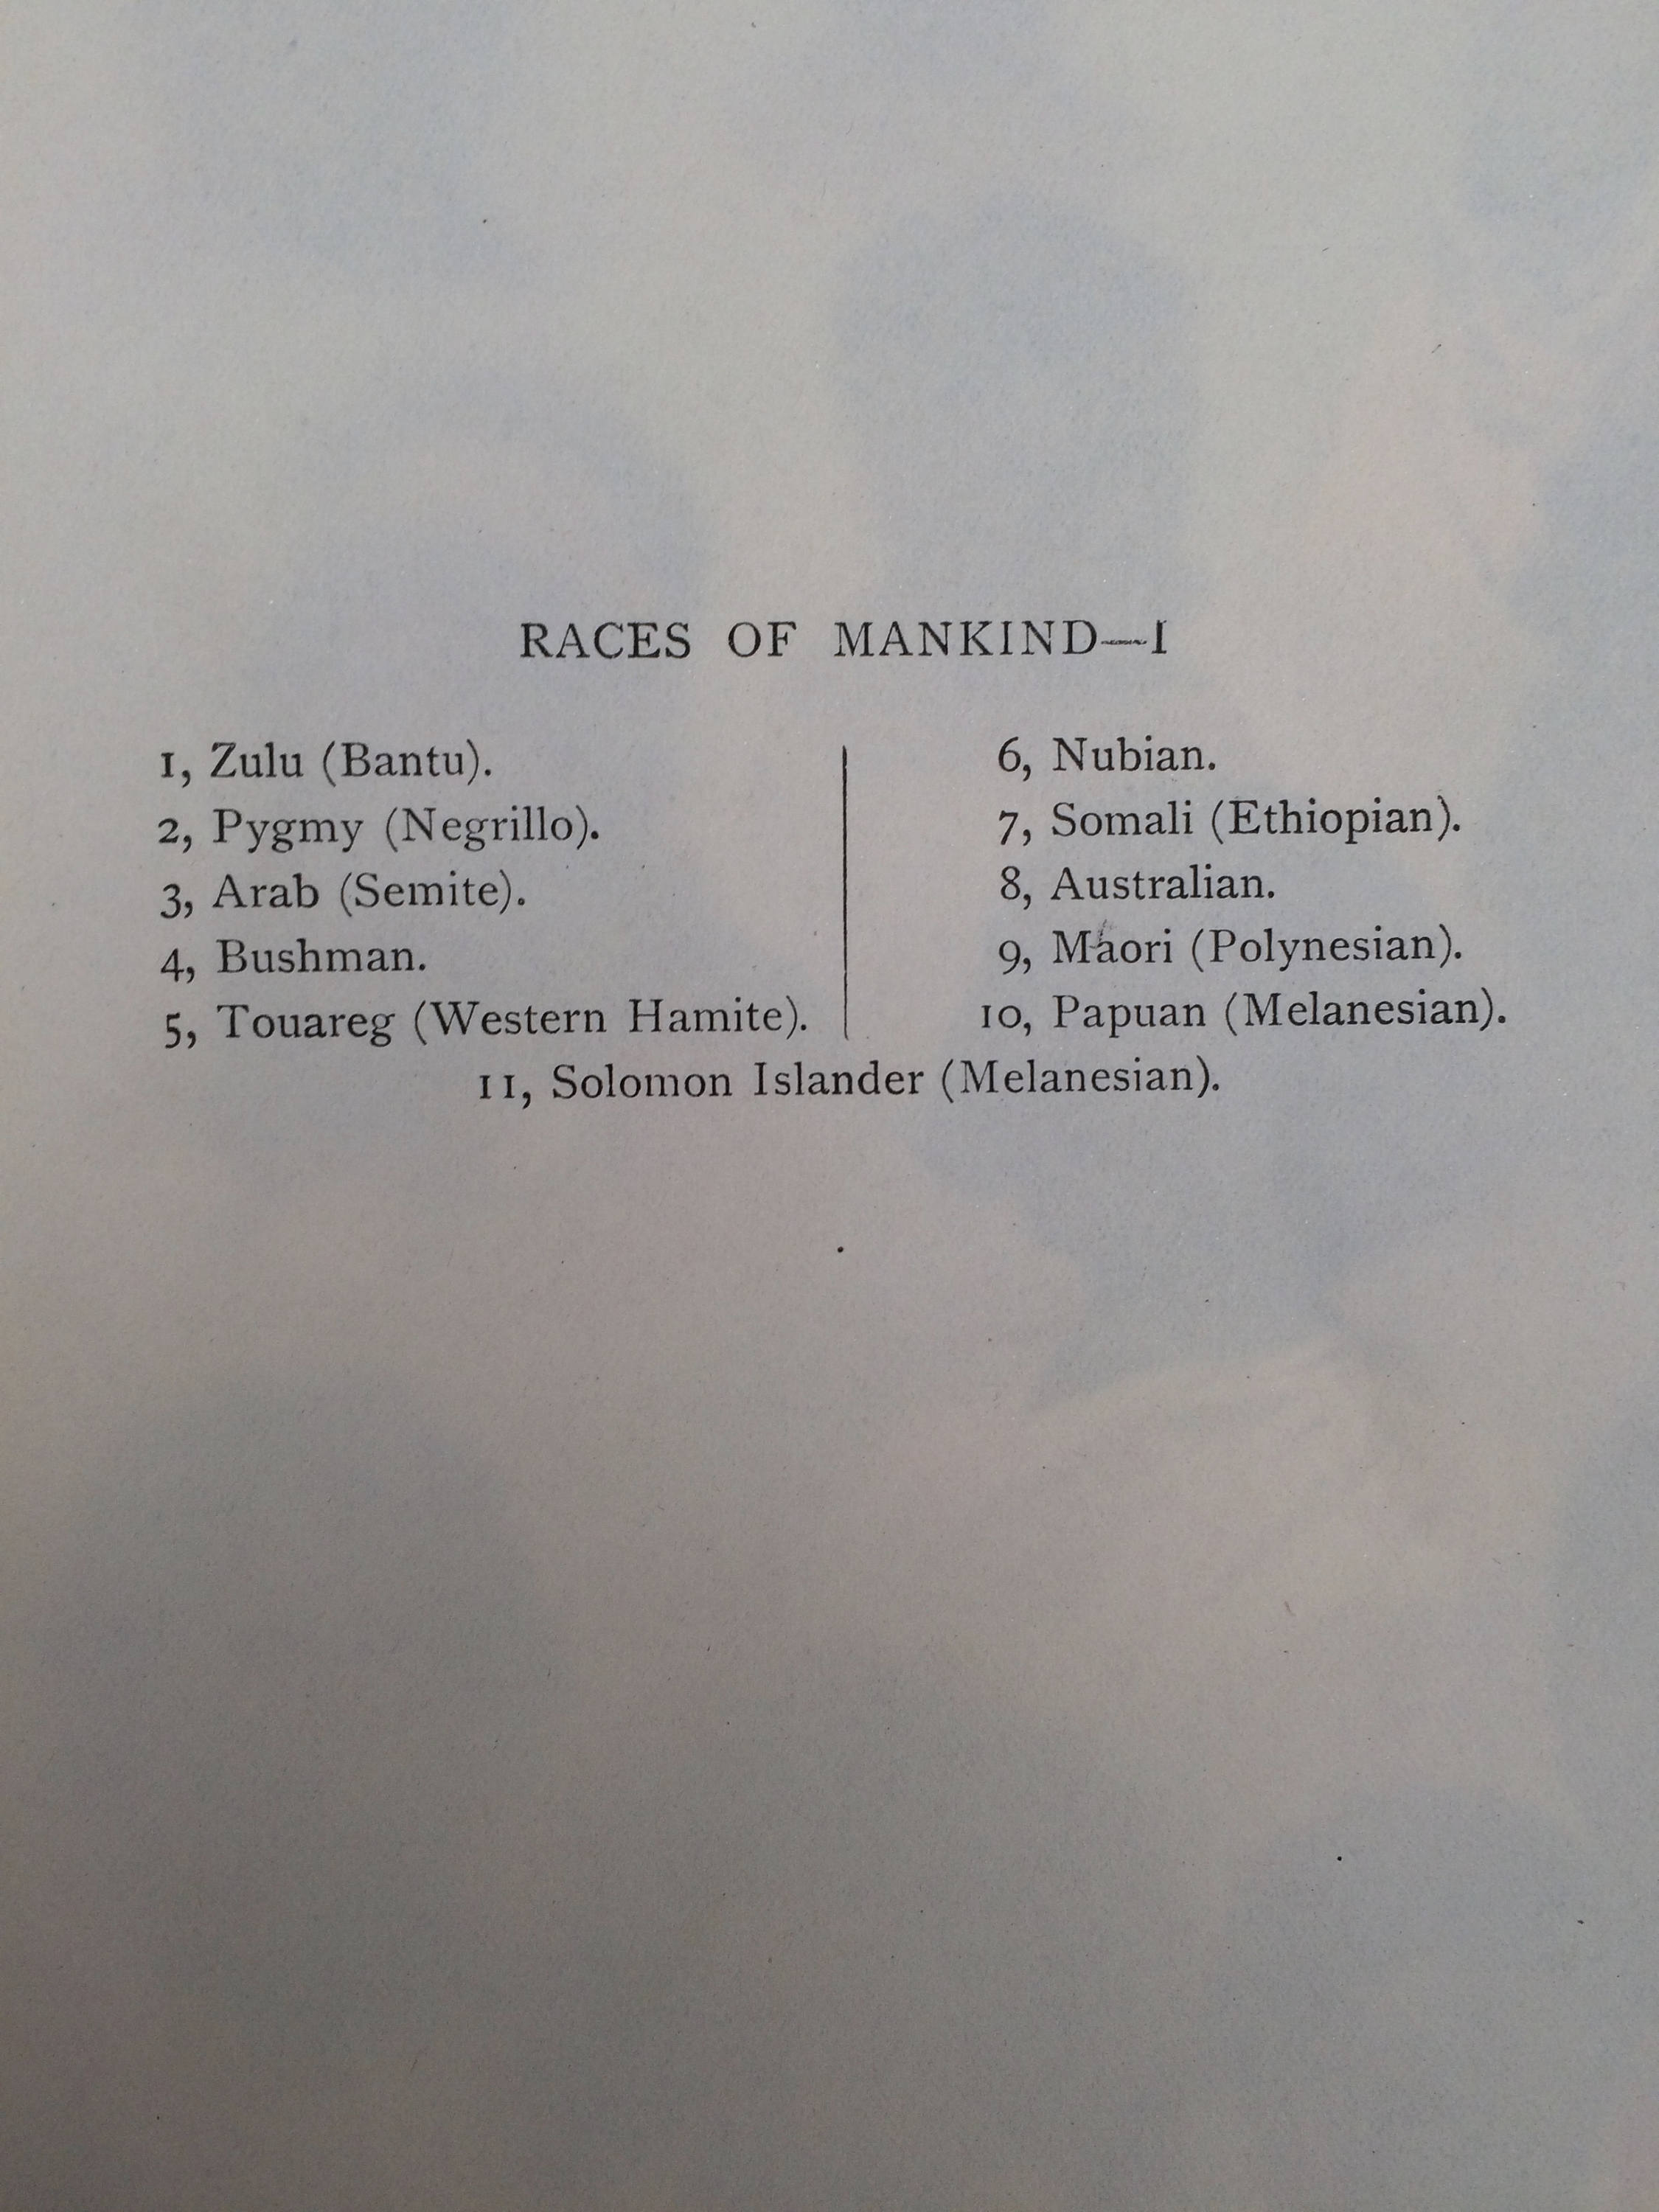 RACES OF MANKIND—I
1, Zulu (Bantu).
2, Pygmy (Negrillo).
3, Arab (Semite).
4, Bushman.
5, Touareg (Western Hamite).
6, Nubian.
7, Somali (Ethiopian).
8, Australian.
9, Maori (Polynesian).
10, Papuan (Melanesian).
11, Solomon Islander (Melanesian).